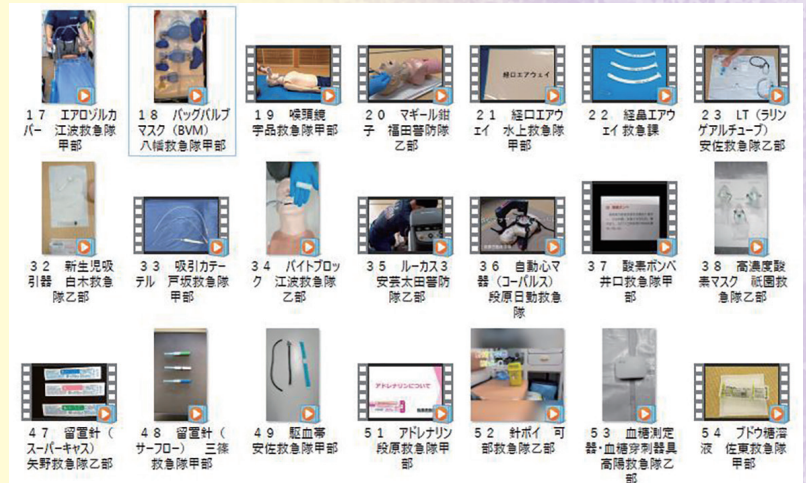 17 エアロゾルカ
バー 江波救急隊
甲部
18 バッグバルブ
マスク（BVM）
八幡救急隊甲部
19 喉頭鏡
宇品救急隊甲部
20 マギール鉗
子 福田警防隊
乙部
経口エアウェイ
21 経口エアウ
ェイ 水上救急隊
甲部
22 経鼻エアウ
ェイ 救急課
23 LT（ラリン
ゲアルチューブ）
安佐救急隊乙部
32 新生児吸
引器 白木救急
隊乙部
33 吸引カテー
テル 戸坂救急隊
甲部
34 バイトブロッ
ク 江波救急隊
乙部
35 ルーカス3
安芸太田警防
隊乙部
36 自動心マ
器（コーパルス）
段原日勤救急
隊
37 酸素ボンベ
井口救急隊甲
部
38 高濃度酸
素マスク 祇園救
急隊乙部
47 留置針（
スーパーキャス）
矢野救急隊乙部
48 留置針（
サーフロー） 三篠
救急隊甲部
49 駆血帯
安佐救急隊甲部
アドレナリンについて
51 アドレナリン
段原救急隊甲
部
52 針ポイ 可
部救急隊乙部
53 血糖測定
器・血糖穿刺器具
高陽救急隊乙
部
54 ブドウ糖溶
液 佐東救急隊
甲部